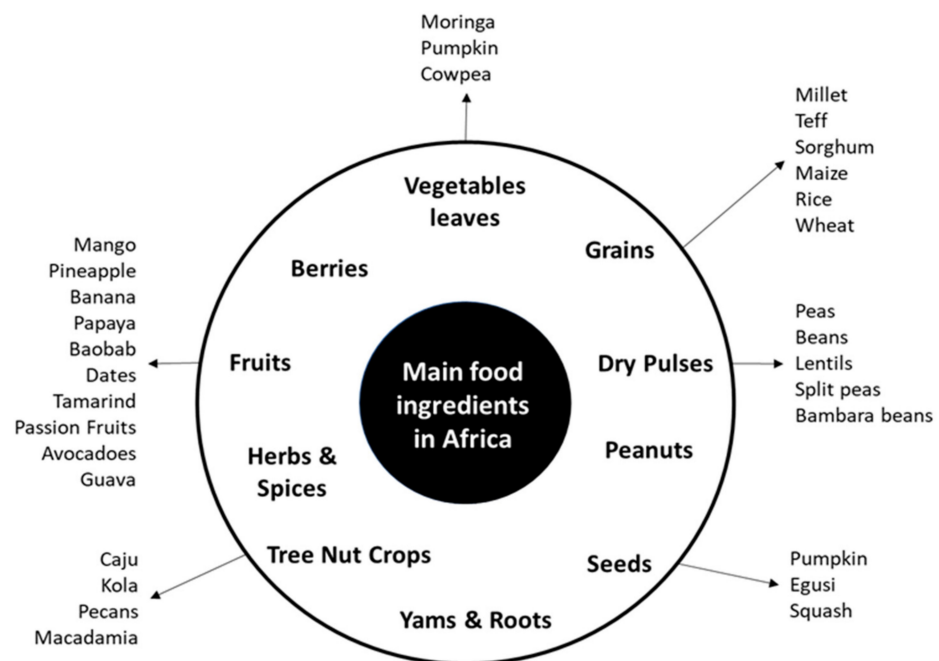 Moringa
Pumpkin
Cowpea
Millet
Teff
Sorghum
Maize
Rice
Wheat
Vegetables
leaves
Grains
Berries
Mango
Pineapple
Banana
Papaya
Baobab
Dates
Tamarind
Passion Fruits
Avocadoes
Guava
Fruits
Main food
ingredients
in Africa
Dry Pulses
Peas
Beans
Lentils
Split peas
Bambara beans
Peanuts
Herbs &
Spices
Tree Nut Crops
Caju
Kola
Pecans
Macadamia
Seeds
Pumpkin
Egusi
Squash
Yams & Roots